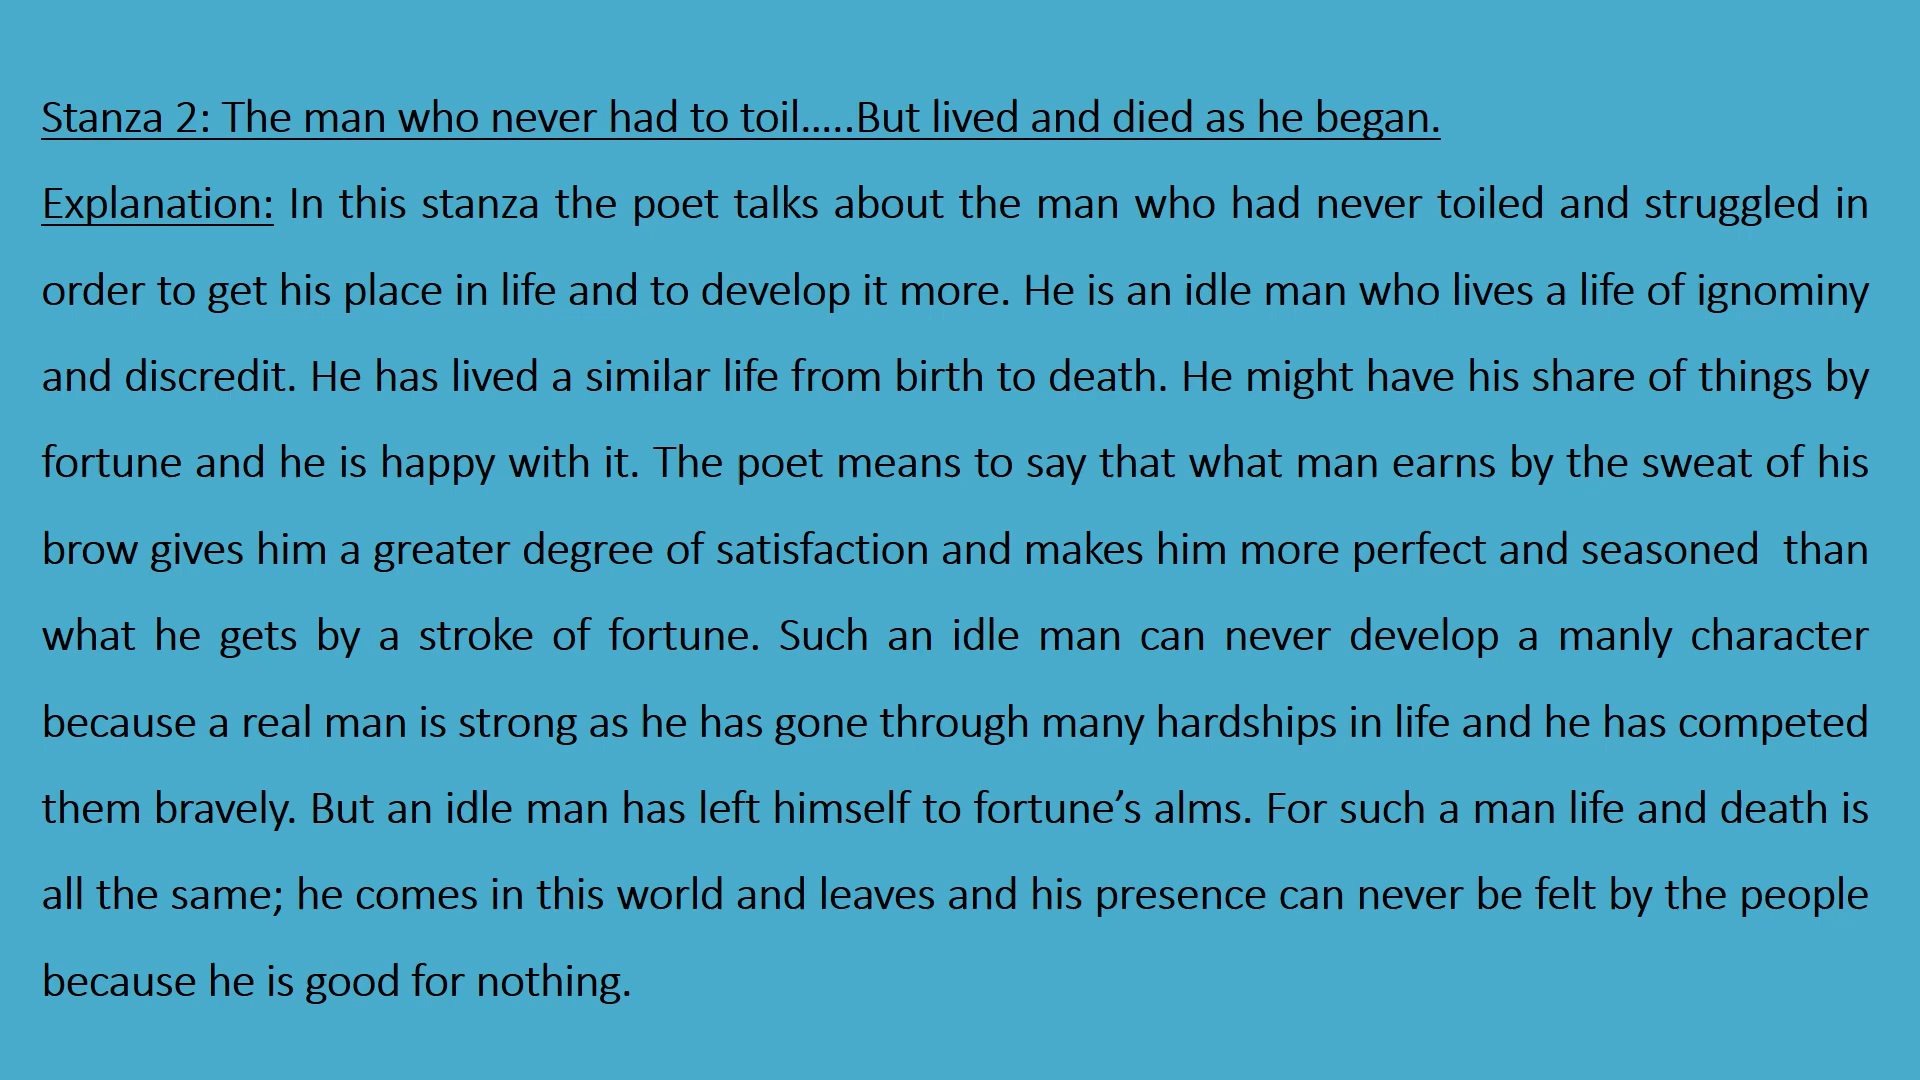 Stanza 2: The man who never had to toil.....But lived and died as he began.
Explanation: In this stanza the poet talks about the man who had never toiled and struggled in
order to get his place in life and to develop it more. He is an idle man who lives a life of ignominy
and discredit. He has lived a similar life from birth to death. He might have his share of things by
fortune and he is happy with it. The poet means to say that what man earns by the sweat of his
brow gives him a greater degree of satisfaction and makes him more perfect and seasoned  than
what he gets by a stroke of fortune. Such an idle man can never develop a manly character
because a real man is strong as he has gone through many hardships in life and he has competed
them bravely. But an idle man has left himself to fortune’s alms. For such a man life and death is
all the same; he comes in this world and leaves and his presence can never be felt by the people
because he is good for nothing.